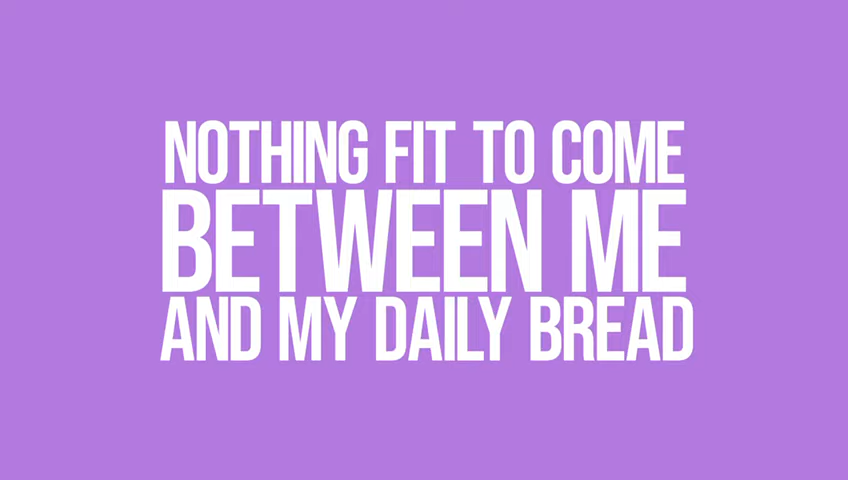 NOTHING FIT TO COME
BETWEEN ME
AND MY DAILY BREAD